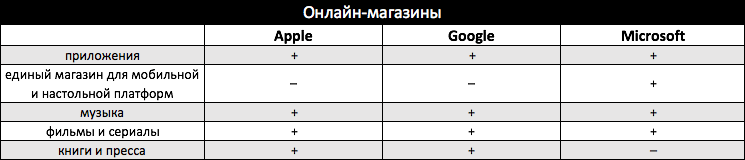 Онлайн-магазины
Apple Google Microsoft
приложения + + +
единый магазин для мобильной
и настольной платформ – – +
музыка + + +
фильмы и сериалы + + +
книги и пресса + + –